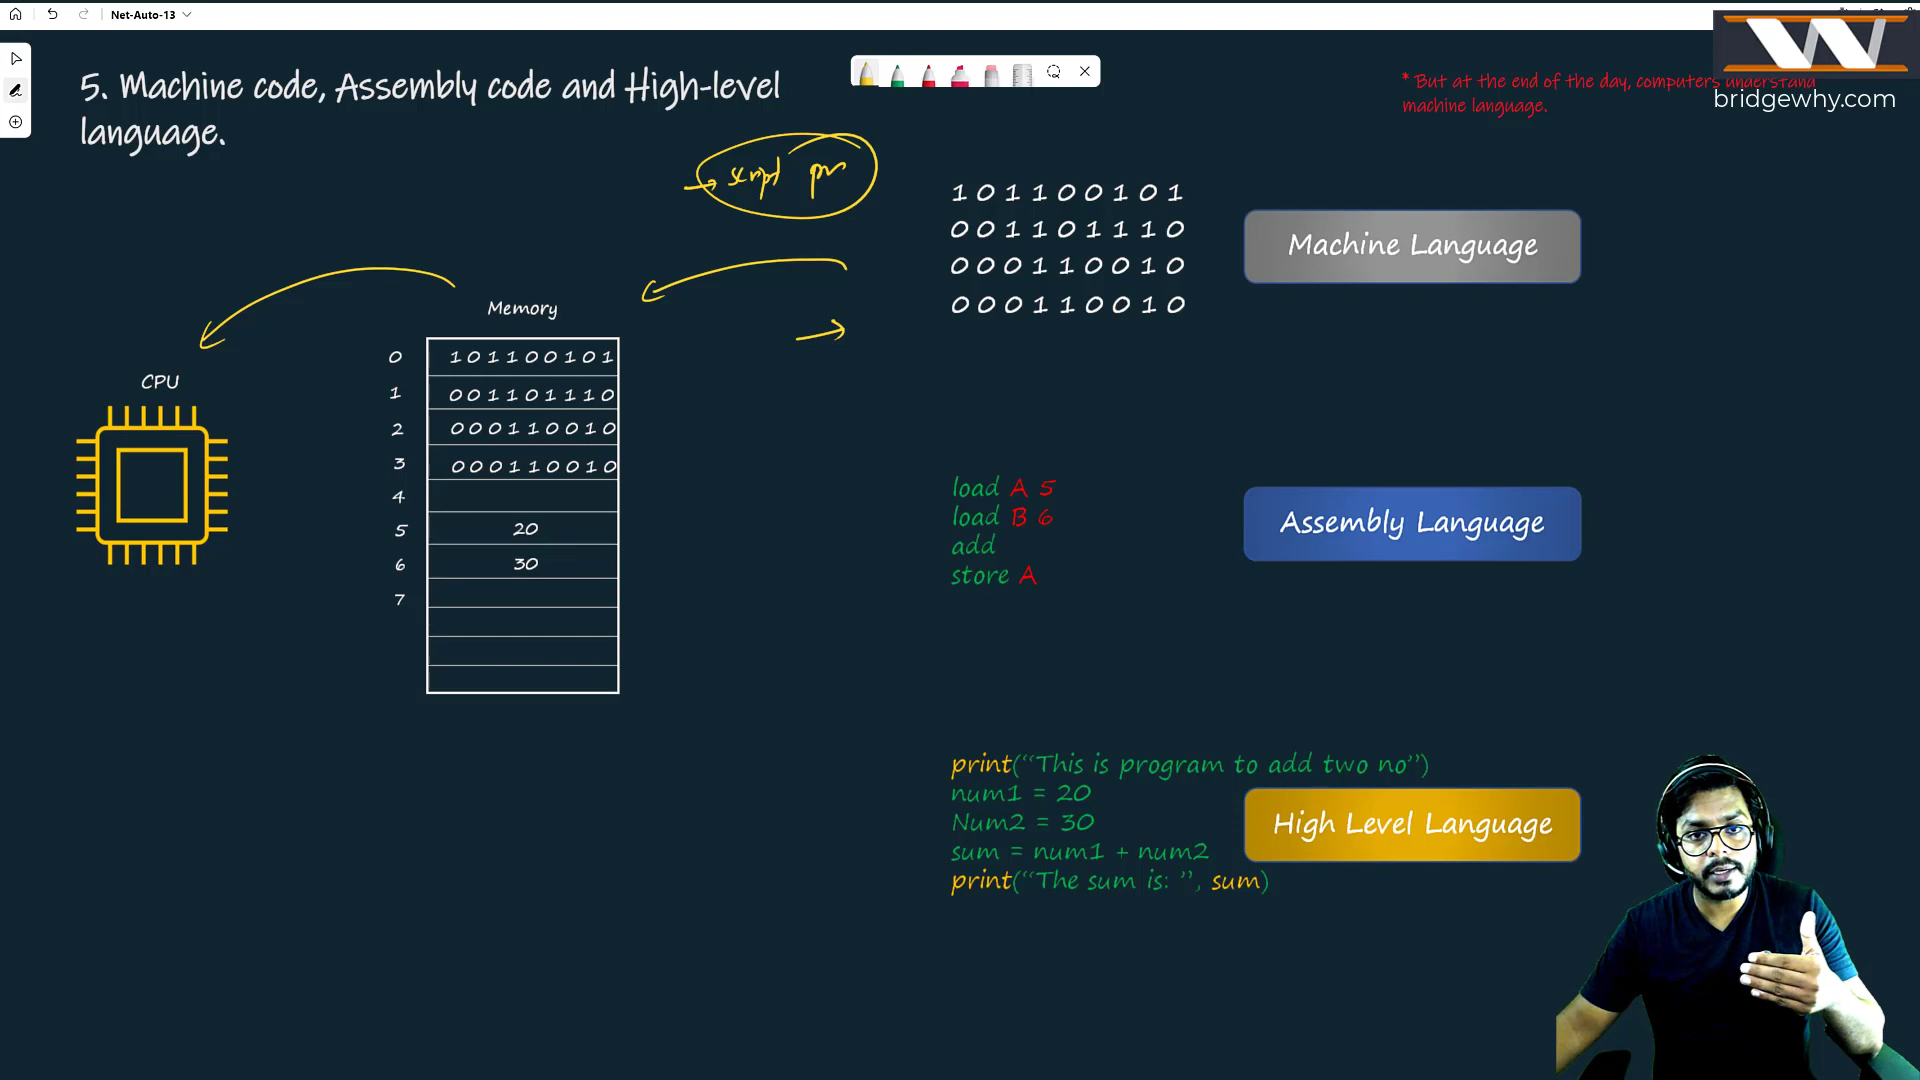 Net-Auto-13
5. Machine code, Assembly code and High-level
language.
* But at the end of the day, computers understand
machine language.
bridgewhy.com
script
1 0 1 1 0 0 1 0 1
0 0 1 1 0 1 1 1 0
0 0 0 1 1 0 0 1 0
0 0 0 1 1 0 0 1 0
Machine Language
Memory
CPU
0 1 0 1 1 0 0 1 0 1
1 0 0 1 1 0 1 1 1 0
2 0 0 0 1 1 0 0 1 0
3 0 0 0 1 1 0 0 1 0
4
5 20
6 30
7
load A 5
load B 6
add
store A
Assembly Language
print(“This is program to add two no”)
num1 = 20
Num2 = 30
sum = num1 + num2
print(“The sum is: ”, sum)
High Level Language